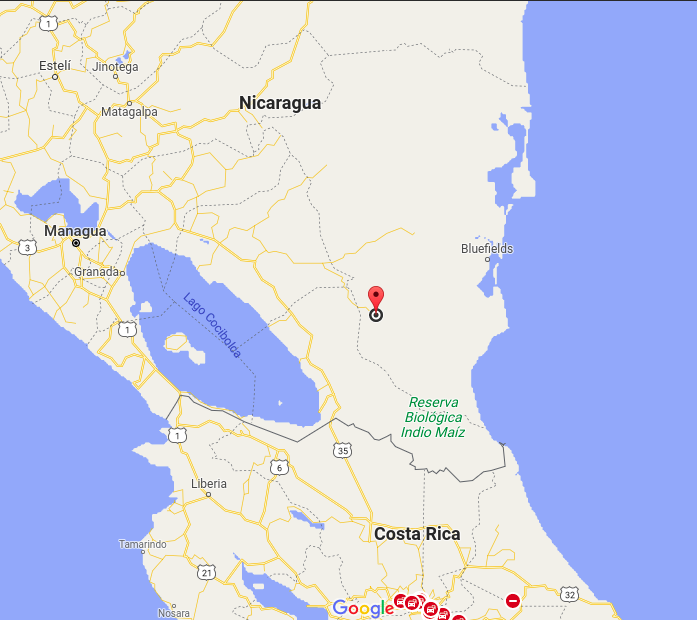 1
Estelí
Jinotega
Matagalpa
Nicaragua
Managua
3
Granada
Bluefields
Lago Cocibolca
1
Reserva
Biológica
Indio Maíz
1
35
6
Liberia
Costa Rica
Tamarindo
21
32
Google
Nosara